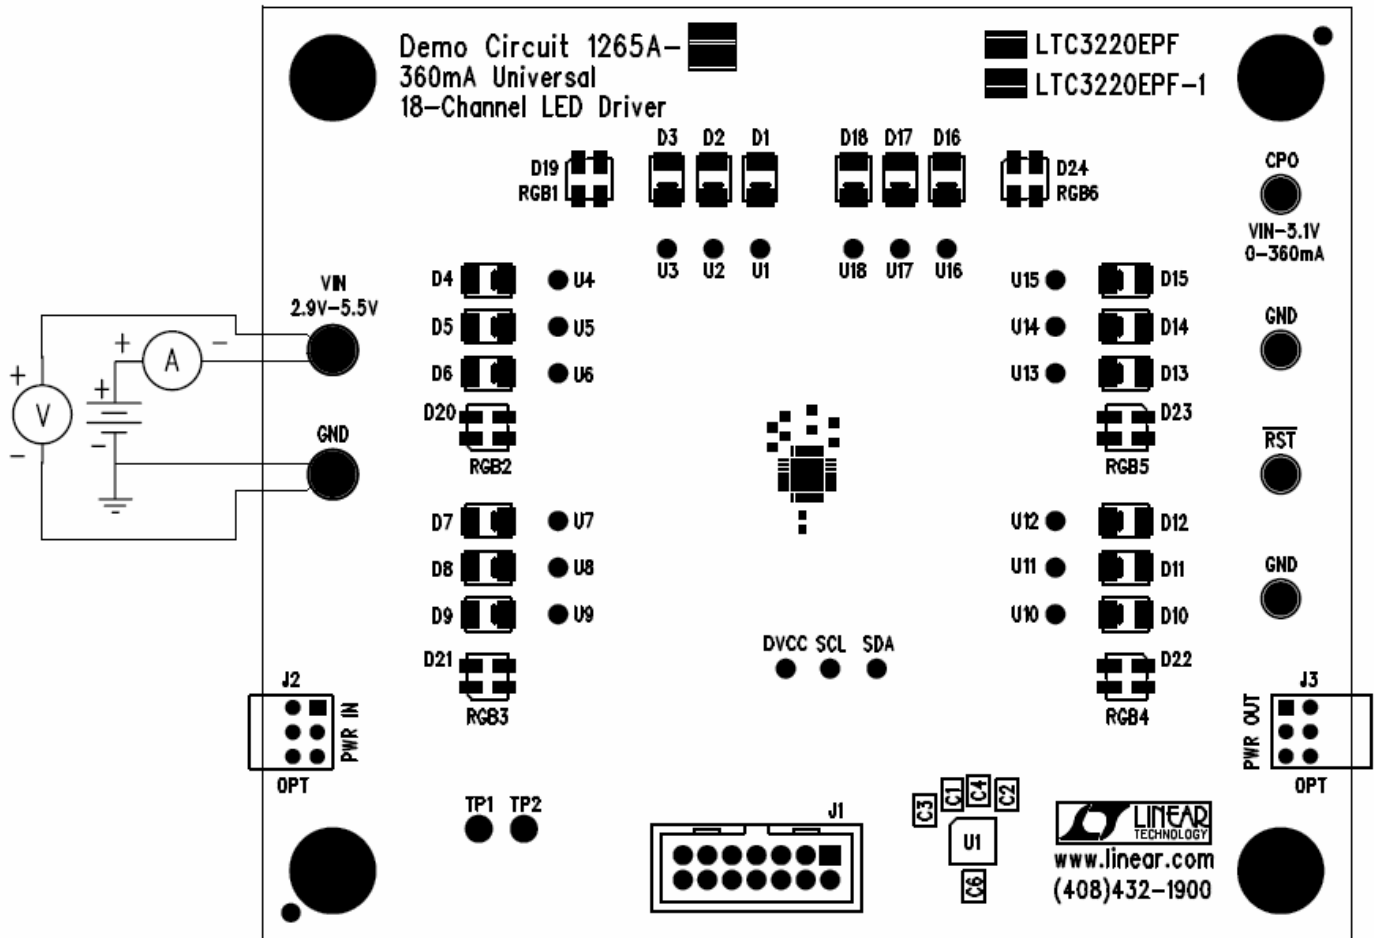 Demo Circuit 1265A-
360mA Universal
18-Channel LED Driver
LTC3220EPF
LTC3220EPF-1
D3 D2 D1 D18 D17 D16
D19
RGB1
D24
RGB6
CPO
VIN-5.1V
0-360mA
U3 U2 U1 U18 U17 U16
VIN
2.9V-5.5V
D4 U4 U15 D15
D5 U5 U14 D14
GND
D6 U6 U13 D13
+ A -
+ V -
+ -
D20
RGB2
D23
RGB5
GND
RST
D7 U7 U12 D12
D8 U8 U11 D11
GND
D9 U9 U10 D10
DVCC SCL SDA
D21
RGB3
D22
RGB4
J2
PWR IN
OPT
J3
PWR OUT
OPT
TP1 TP2
J1
C3 C1 C4 C2
U1
C6
LINEAR
TECHNOLOGY
www.linear.com
(408)432-1900